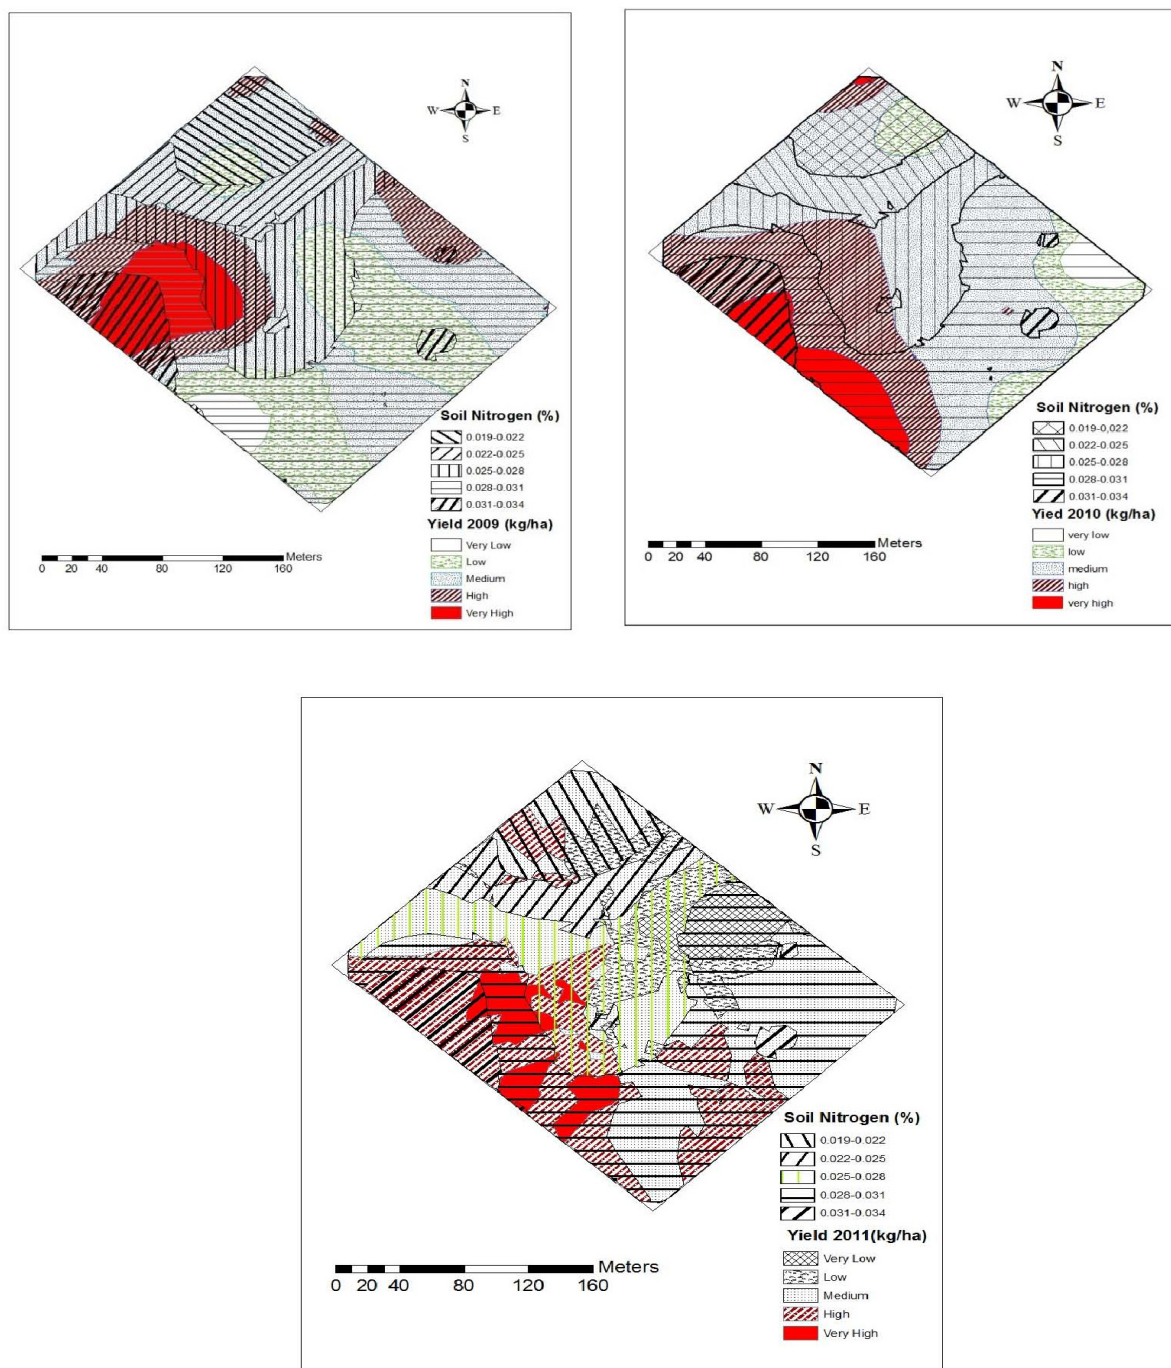 N
W E
S
Soil Nitrogen (%)
0.019-0.022
0.022-0.025
0.025-0.028
0.028-0.031
0.031-0.034
Yield 2009 (kg/ha)
Very Low
Low
Medium
High
Very High
Meters
0 20 40 80 120 160
N
W E
S
Soil Nitrogen (%)
0.019-0,022
0.022-0.025
0.025-0.028
0.028-0.031
0.031-0.034
Yied 2010 (kg/ha)
very low
low
medium
high
very high
Meters
0 20 40 80 120 160
N
W E
S
Soil Nitrogen (%)
0.019-0.022
0.022-0.025
0.025-0.028
0.028-0.031
0.031-0.034
Yield 2011(kg/ha)
Very Low
Low
Medium
High
Very High
Meters
0 20 40 80 120 160